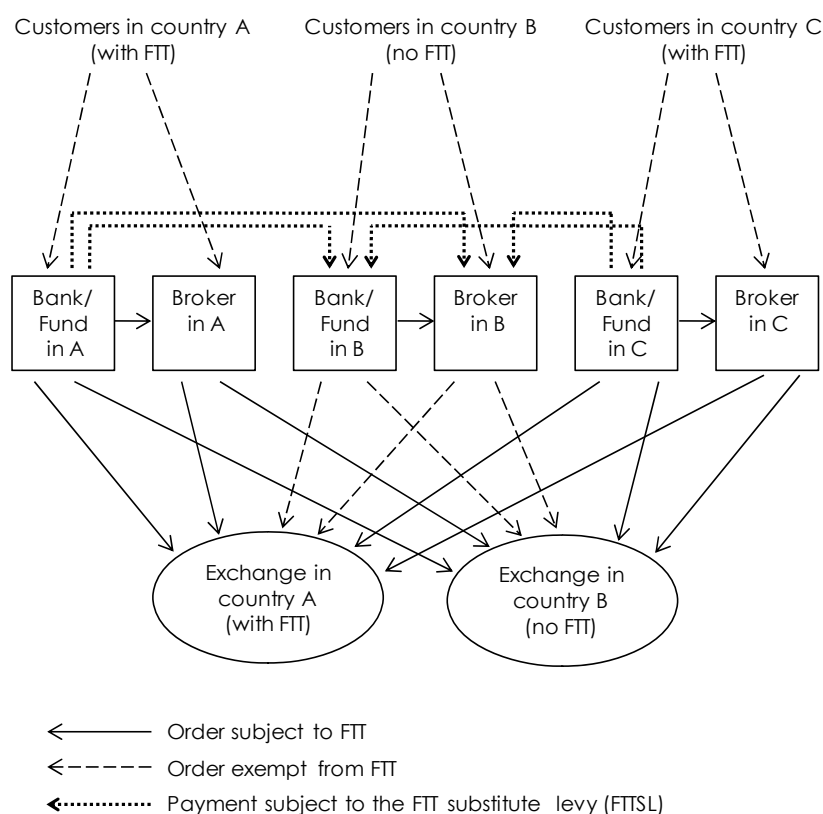 Customers in country A
(with FTT)
Customers in country B
(no FTT)
Customers in country C
(with FTT)
Bank/
Fund
in A
Broker
in A
Bank/
Fund
in B
Broker
in B
Bank/
Fund
in C
Broker
in C
Exchange in
country A
(with FTT)
Exchange in
country B
(no FTT)
Order subject to FTT
Order exempt from FTT
Payment subject to the FTT substitute levy (FTTSL)